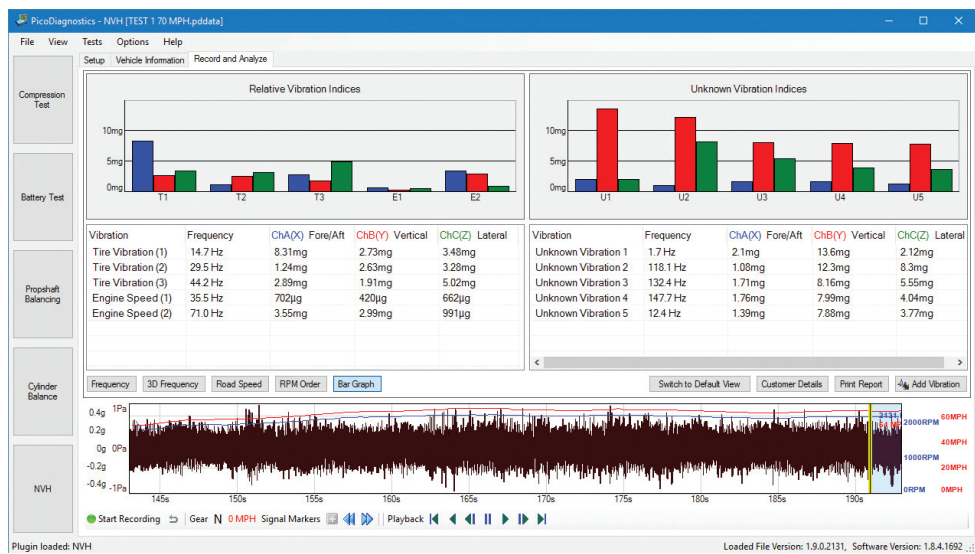 PicoDiagnostics - NVH [TEST 1 70 MPH.pddata]
File View Tests Options Help
Setup Vehicle Information Record and Analyze
Compression Test
Battery Test
Propshaft Balancing
Cylinder Balance
NVH
Relative Vibration Indices
10mg
5mg
0mg
T1 T2 T3 E1 E2
Unknown Vibration Indices
10mg
5mg
0mg
U1 U2 U3 U4 U5
Vibration Frequency ChA(X) Fore/Aft ChB(Y) Vertical ChC(Z) Lateral
Tire Vibration (1) 14.7 Hz 8.31mg 2.73mg 3.48mg
Tire Vibration (2) 29.5 Hz 1.24mg 2.63mg 3.28mg
Tire Vibration (3) 44.2 Hz 2.89mg 1.91mg 5.02mg
Engine Speed (1) 35.5 Hz 702µg 420µg 662µg
Engine Speed (2) 71.0 Hz 3.55mg 2.99mg 991µg
Vibration Frequency ChA(X) Fore/Aft ChB(Y) Vertical ChC(Z) Lateral
Unknown Vibration 1 1.7 Hz 2.1mg 13.6mg 2.12mg
Unknown Vibration 2 118.1 Hz 1.08mg 12.3mg 8.3mg
Unknown Vibration 3 132.4 Hz 1.71mg 8.16mg 5.55mg
Unknown Vibration 4 147.7 Hz 1.76mg 7.99mg 4.04mg
Unknown Vibration 5 12.4 Hz 1.39mg 7.88mg 3.77mg
Frequency 3D Frequency Road Speed RPM Order Bar Graph
Switch to Default View Customer Details Print Report Add Vibration
0.4g 1Pa
0.2g
0g 0Pa
-0.2g
-0.4g -1Pa
2000RPM 60MPH
40MPH
1000RPM
20MPH
0RPM 0MPH
145s 150s 155s 160s 165s 170s 175s 180s 185s 190s
Start Recording Gear N 0 MPH Signal Markers Playback
Plugin loaded: NVH
Loaded File Version: 1.9.0.2131, Software Version: 1.8.4.1692